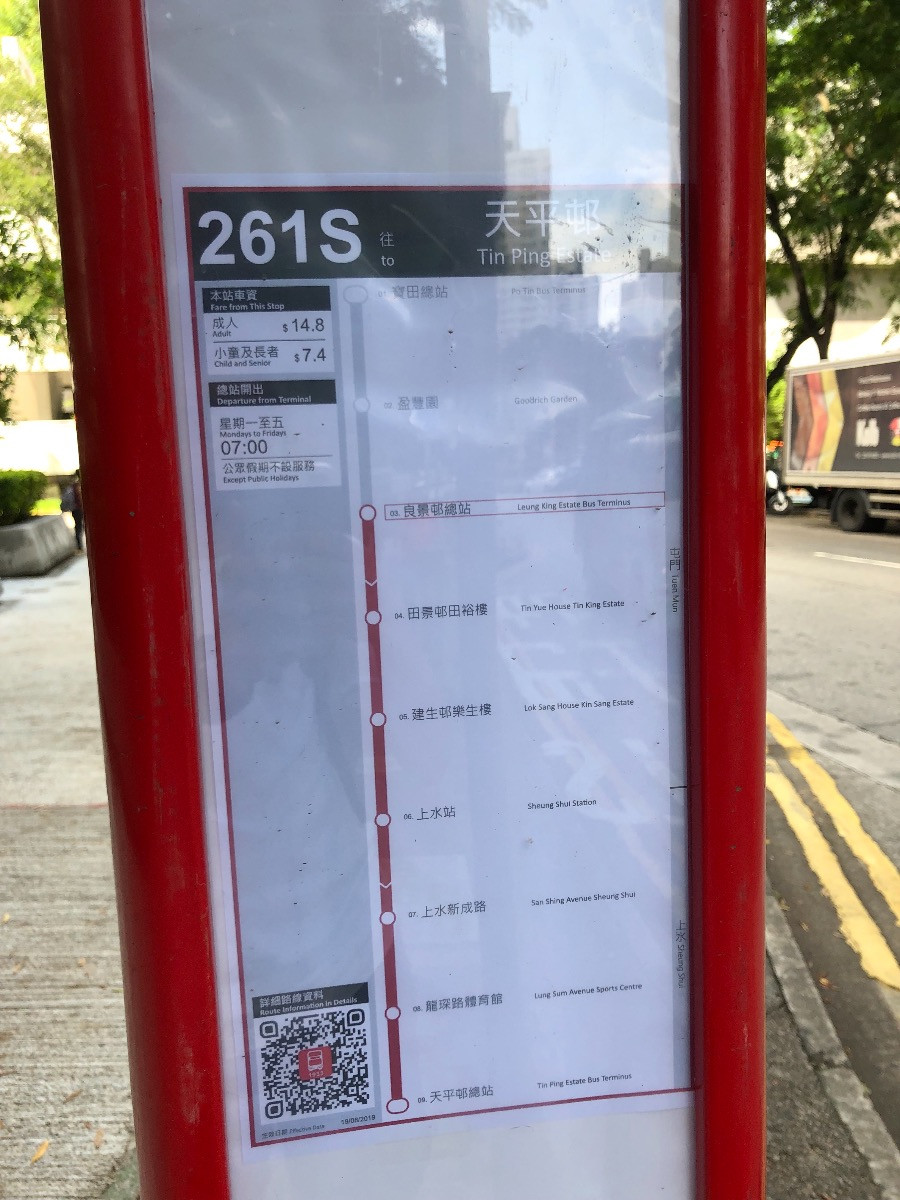 261S
往
to
天平邨
Tin Ping Estate
本站車資
Fare from This Stop
成人
Adult
$14.8
小童及長者
Child and Senior
$7.4
總站開出
Departure from Terminal
星期一至五
Mondays to Fridays
07:00
公眾假期不設服務
Except Public Holidays
01. 寶田總站 Po Tin Bus Terminus
02. 盈豐園 Goodrich Garden
03. 良景邨總站 Leung King Estate Bus Terminus
04. 田景邨田裕樓 Tin Yue House Tin King Estate
05. 建生邨樂生樓 Lok Sang House Kin Sang Estate
06. 上水站 Sheung Shui Station
07. 上水新成路 San Shing Avenue Sheung Shui
08. 龍琛路體育館 Lung Sum Avenue Sports Centre
09. 天平邨總站 Tin Ping Estate Bus Terminus
屯門 Tuen Mun
上水 Sheung Shui
詳細路線資料
Route Information in Details
1933
生效日期 Effective Date 19/08/2019